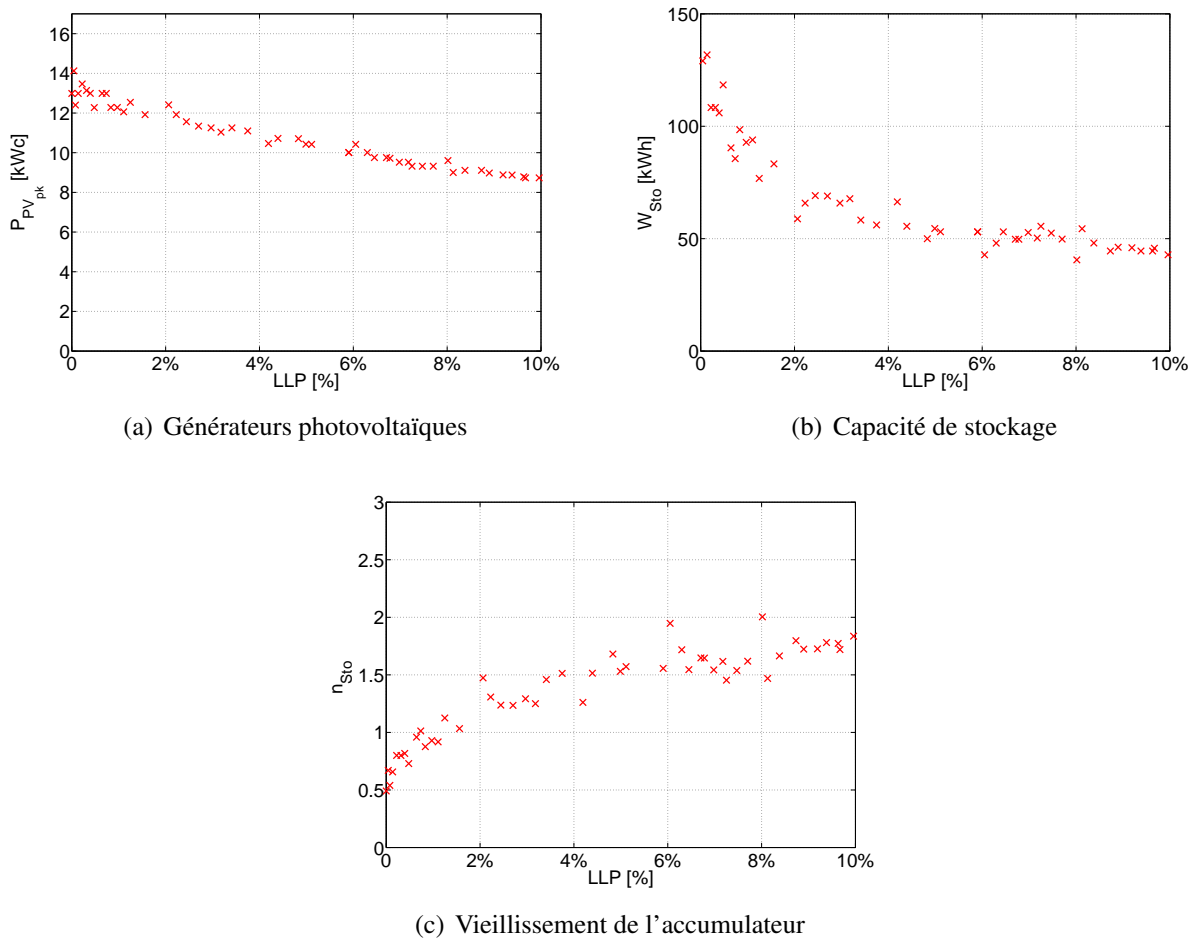 16
14
12
10
8
6
4
2
0
P_PV_pk [kWc]
0 2% 4% 6% 8% 10%
LLP [%]
(a) Générateurs photovoltaïques
150
100
50
0
W_Sto [kWh]
0 2% 4% 6% 8% 10%
LLP [%]
(b) Capacité de stockage
3
2.5
2
1.5
1
0.5
0
n_Sto
0 2% 4% 6% 8% 10%
LLP [%]
(c) Vieillissement de l'accumulateur